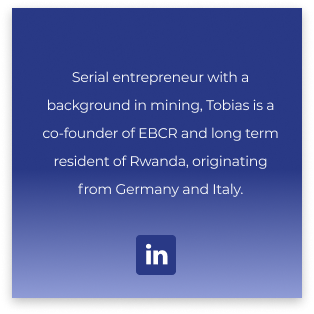 Serial entrepreneur with a
background in mining, Tobias is a
co-founder of EBCR and long term
resident of Rwanda, originating
from Germany and Italy.
in